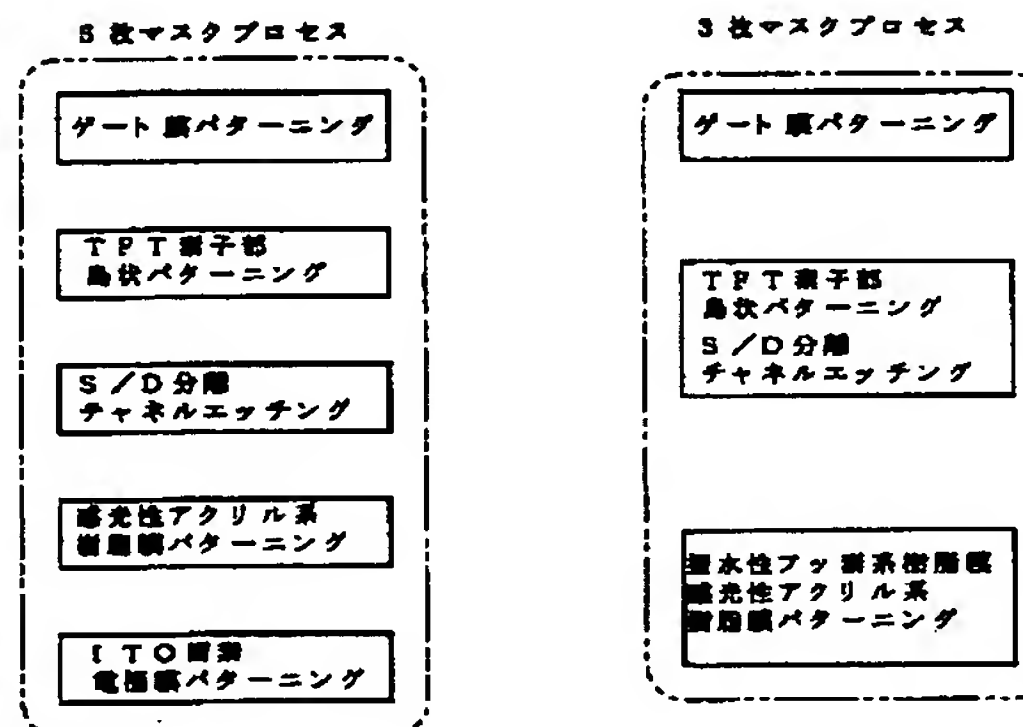 5枚マスクプロセス
ゲート膜パターニング
TFT素子部
島状パターニング
S/D分離
チャネルエッチング
感光性アクリル系
樹脂膜パターニング
ITO画素
電極膜パターニング
3枚マスクプロセス
ゲート膜パターニング
TFT素子部
島状パターニング
S/D分離
チャネルエッチング
撥水性フッ素系樹脂膜
感光性アクリル系
樹脂膜パターニング